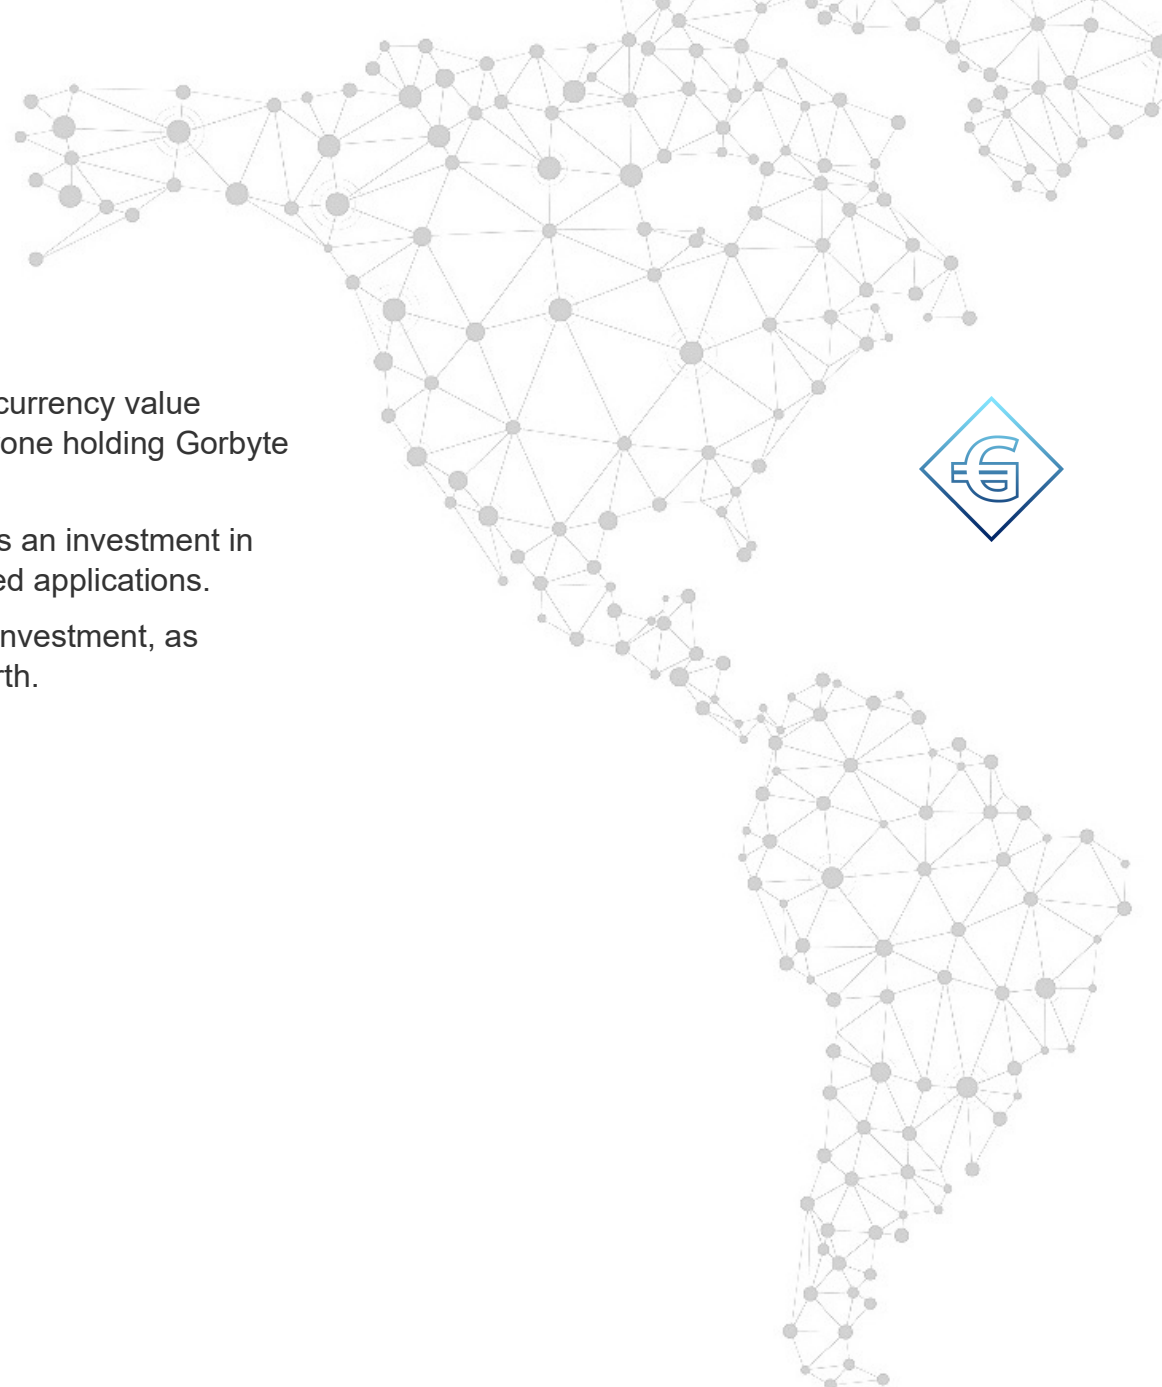 currency value
one holding Gorbyte
s an investment in
ed applications.
nvestment, as
rth.